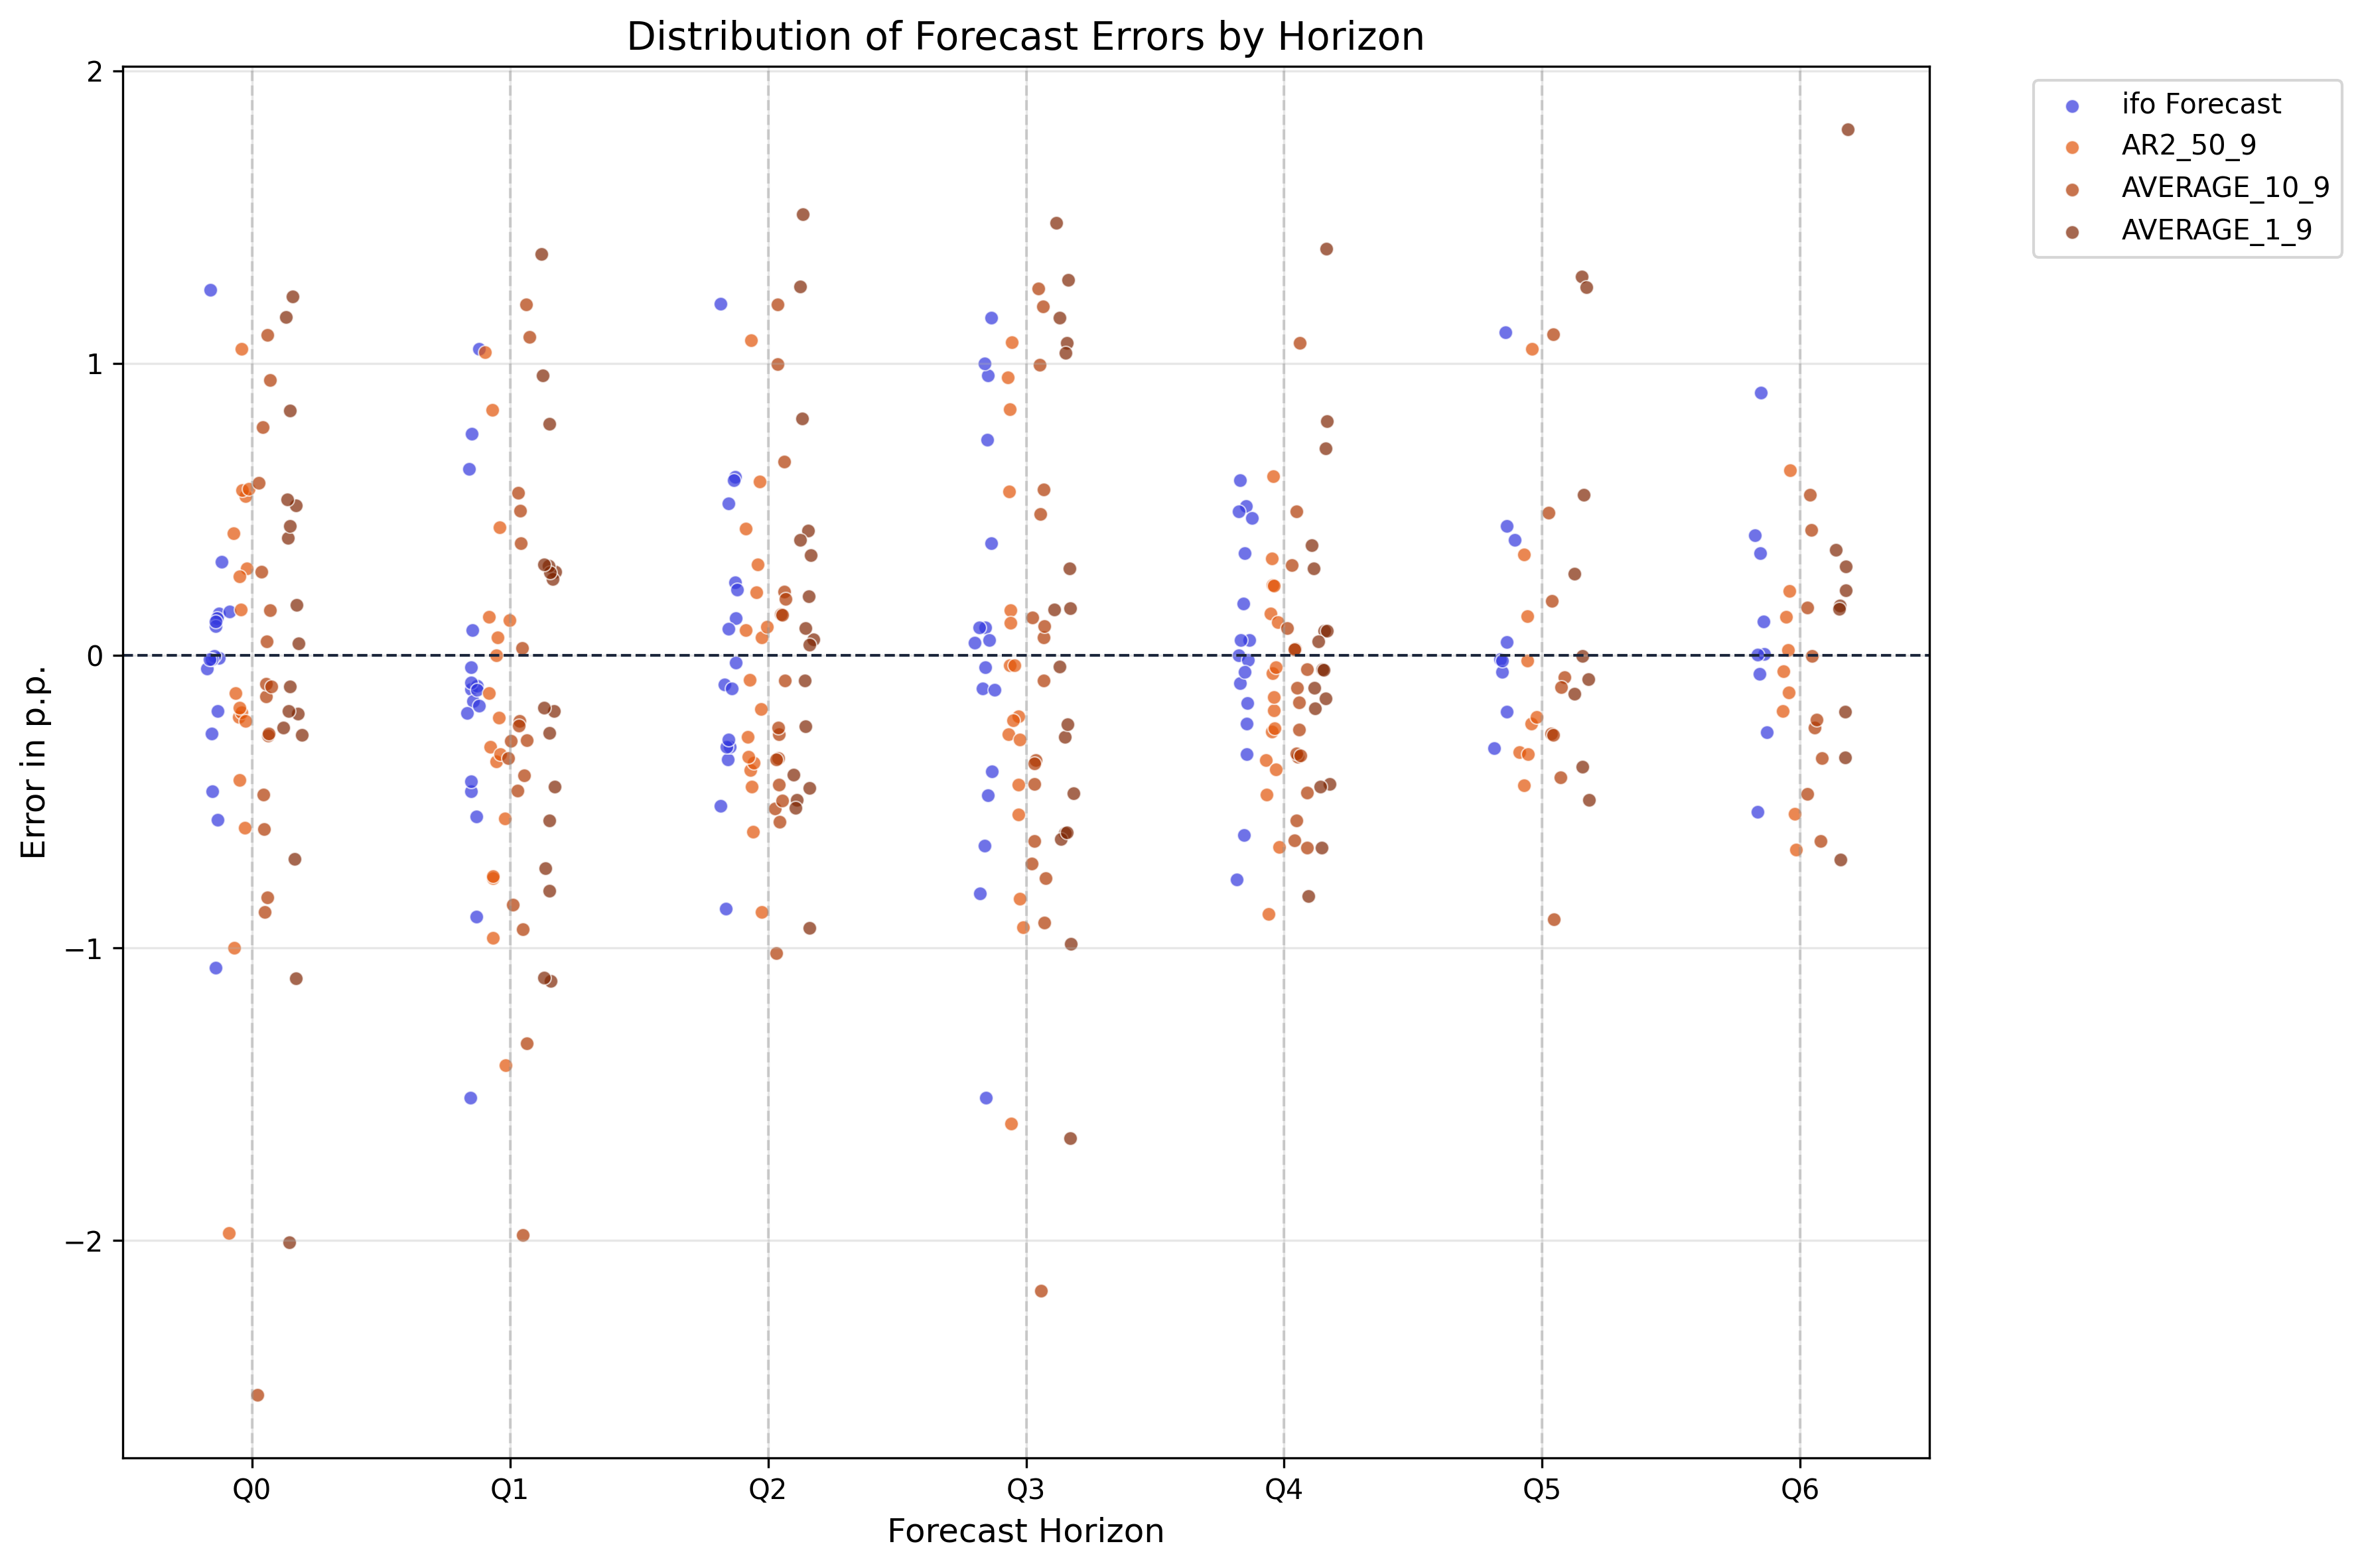 Distribution of Forecast Errors by Horizon
ifo Forecast
AR2_50_9
AVERAGE_10_9
AVERAGE_1_9
Error in p.p.
2
1
0
−1
−2
Q0 Q1 Q2 Q3 Q4 Q5 Q6
Forecast Horizon